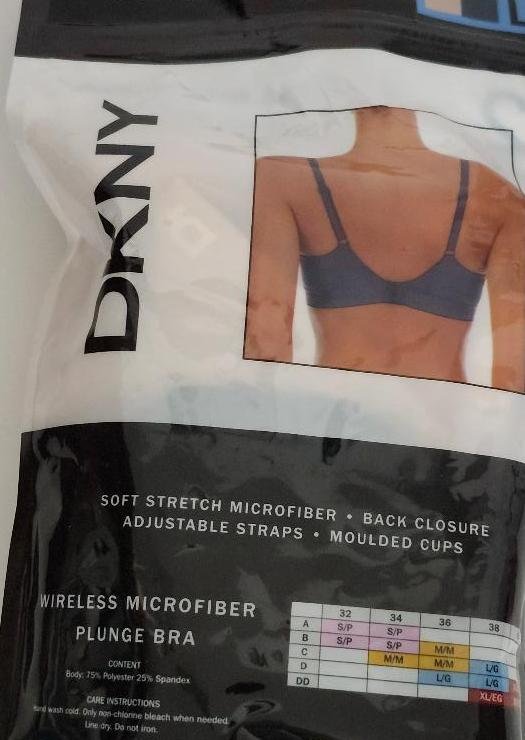 DKNY
SOFT STRETCH MICROFIBER • BACK CLOSURE
ADJUSTABLE STRAPS • MOULDED CUPS
WIRELESS MICROFIBER
PLUNGE BRA
CONTENT
Body: 75% Polyester 25% Spandex
CARE INSTRUCTIONS
Hand wash cold. Only non-chlorine bleach when needed.
Line dry. Do not iron.
32 34 36 38
A S/P S/P
B S/P S/P M/M
C M/M M/M L/G
D L/G L/G
DD XL/EG